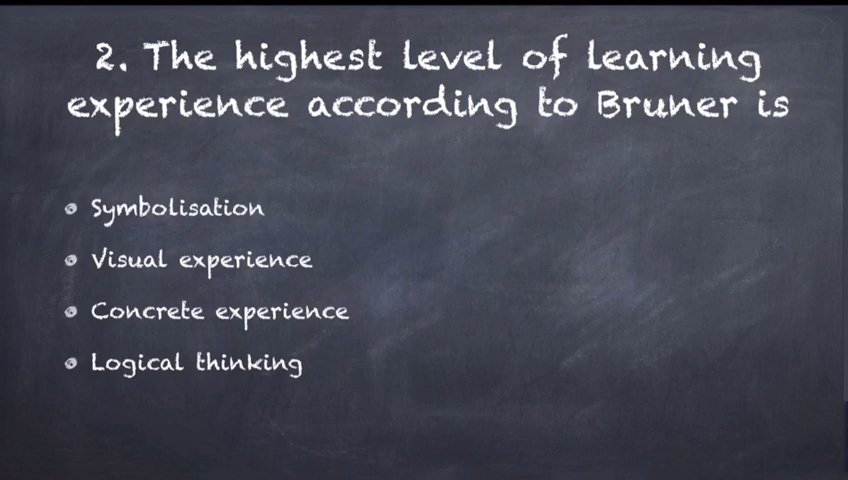 2. The highest level of learning
experience according to Bruner is
Symbolisation
Visual experience
Concrete experience
Logical thinking